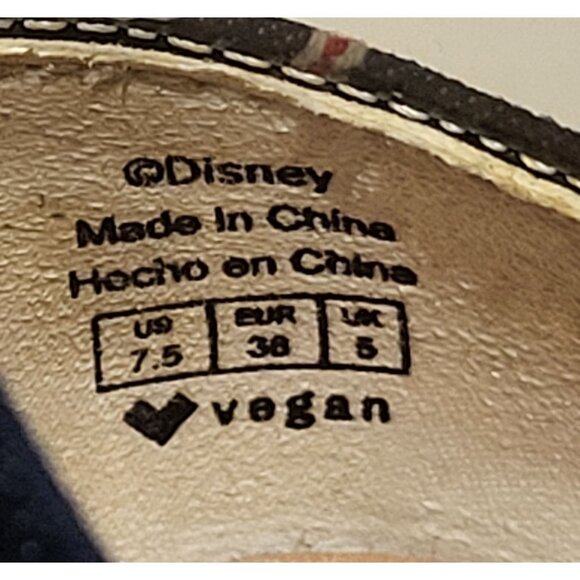 ©Disney
Made in China
Hecho en China
US EUR UK
7.5 38 5
vegan